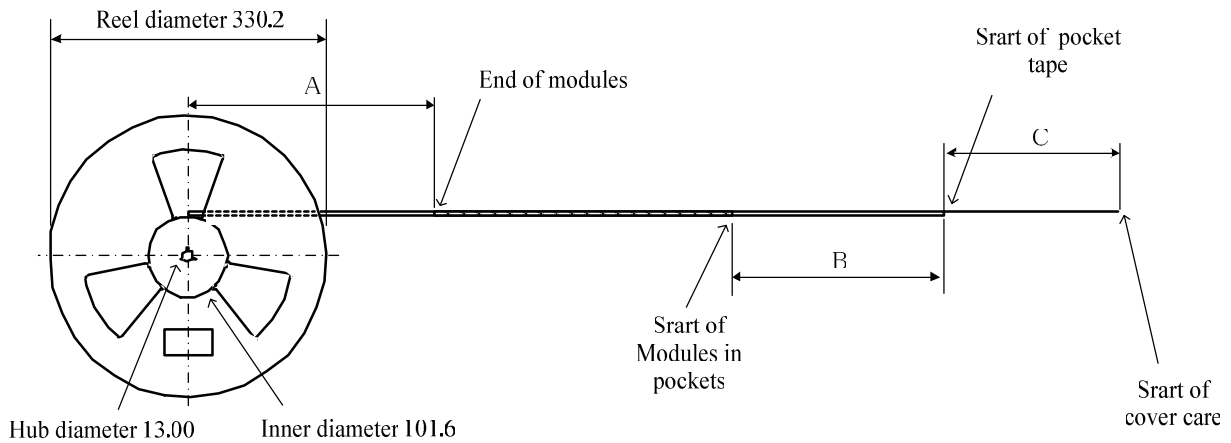 Reel diameter 330.2
A
End of modules
Srart of pocket
tape
C
B
Srart of
Modules in
pockets
Srart of
cover care
Hub diameter 13.00
Inner diameter 101.6